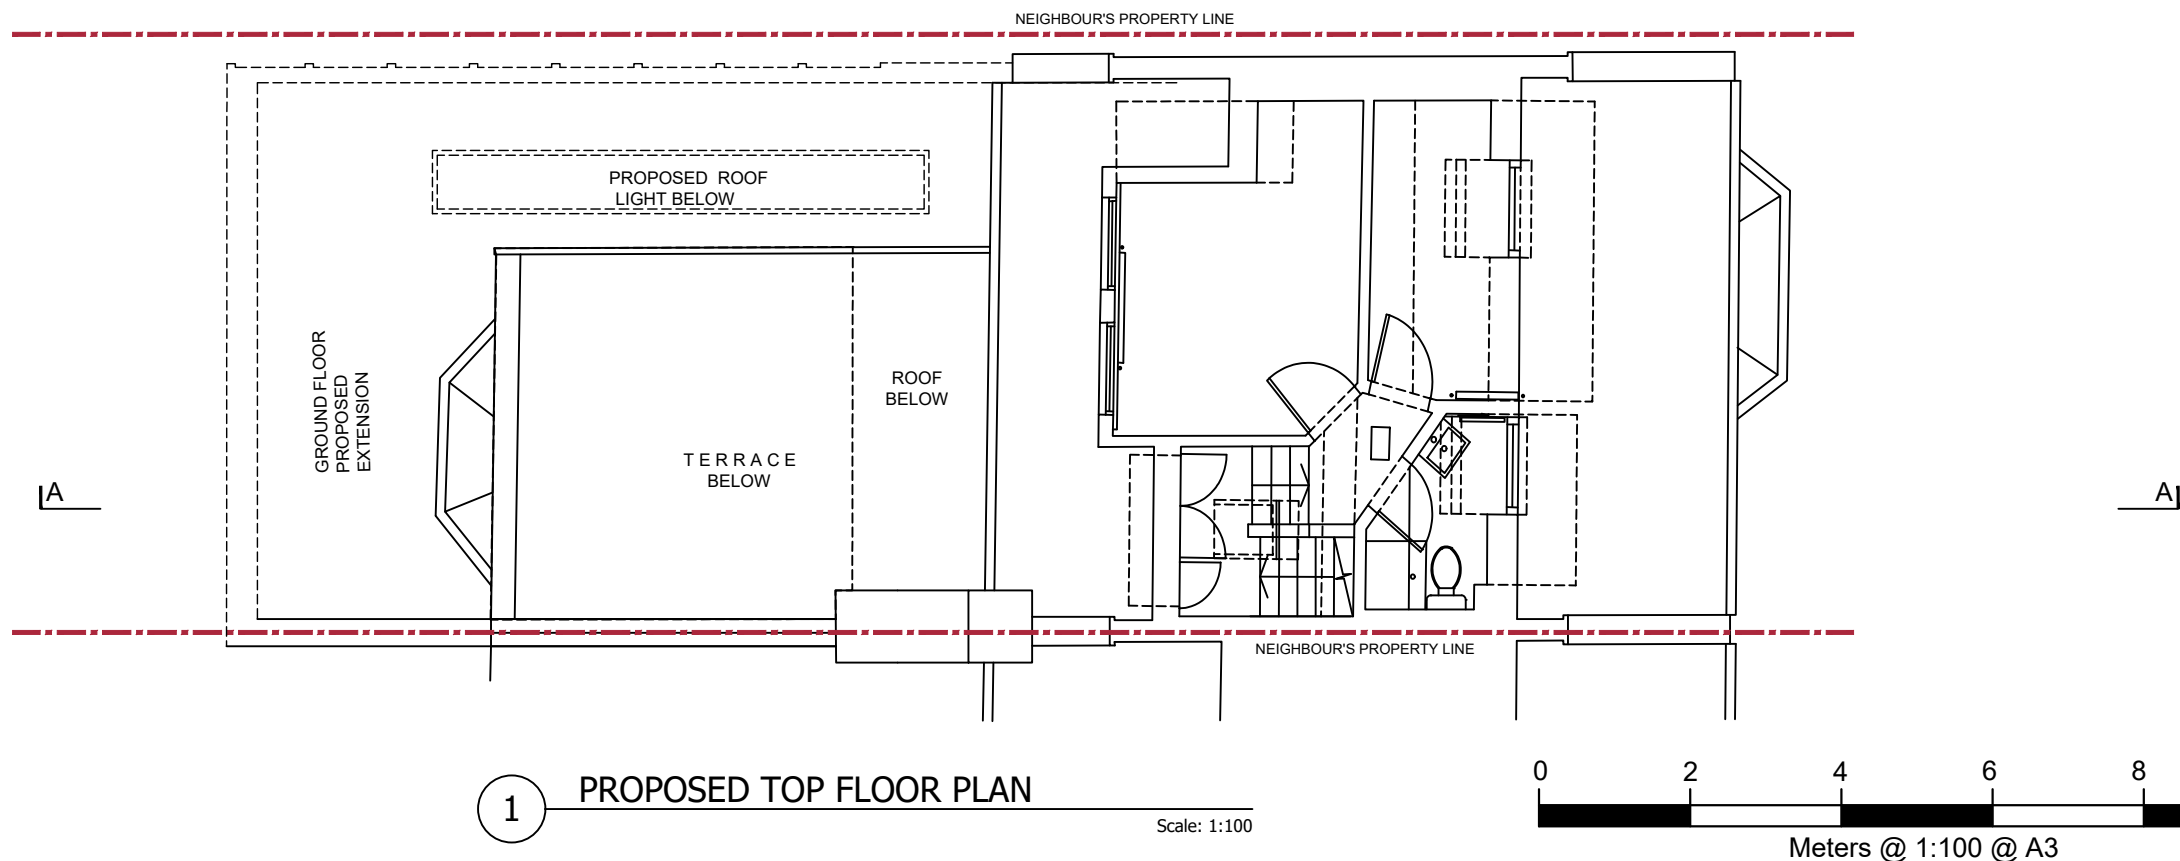 NEIGHBOUR'S PROPERTY LINE
PROPOSED ROOF
LIGHT BELOW
GROUND FLOOR
PROPOSED
EXTENSION
ROOF
BELOW
TERRACE
BELOW
A
A
NEIGHBOUR'S PROPERTY LINE
1
PROPOSED TOP FLOOR PLAN
Scale: 1:100
0 2 4 6 8
Meters @ 1:100 @ A3